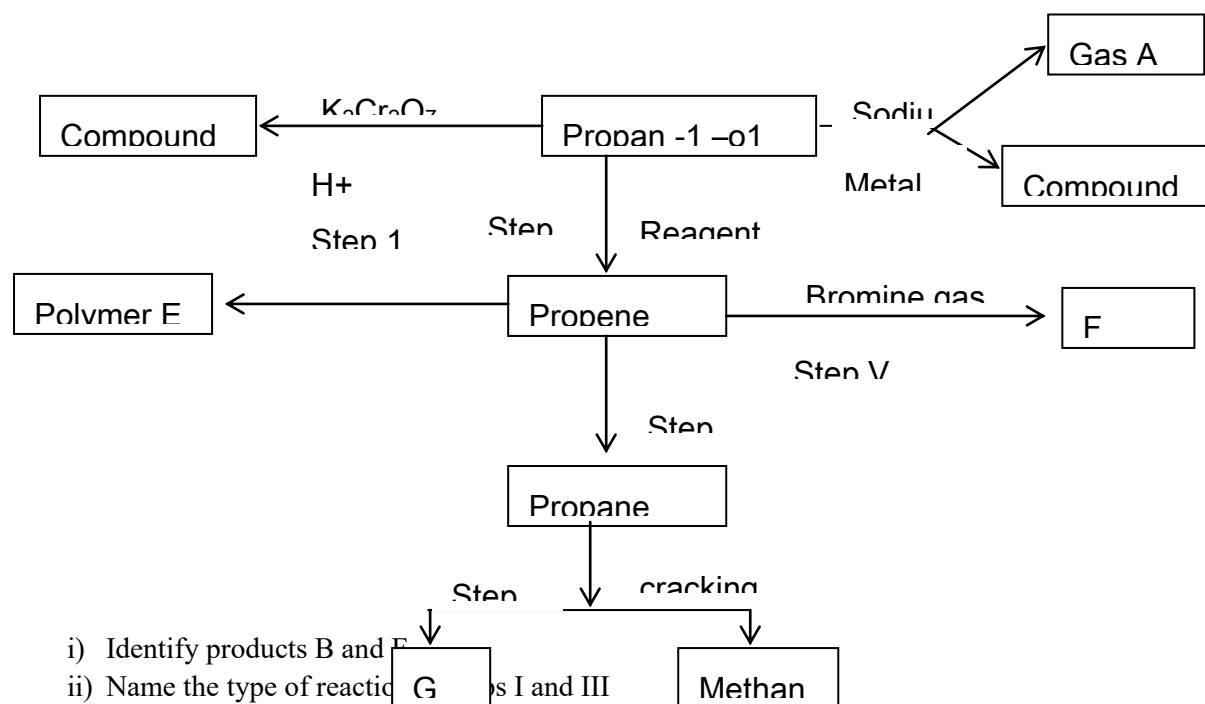 Gas A
Compound
K2Cr2O7
Propan -1 –o1
Sodiu
H+
Metal
Compound
Step 1
Step
Reagent
Polymer E
Propene
Bromine gas
F
Step V
Step
Propane
Step
cracking
i) Identify products B and
ii) Name the type of reactio
G
ps I and III
Methan